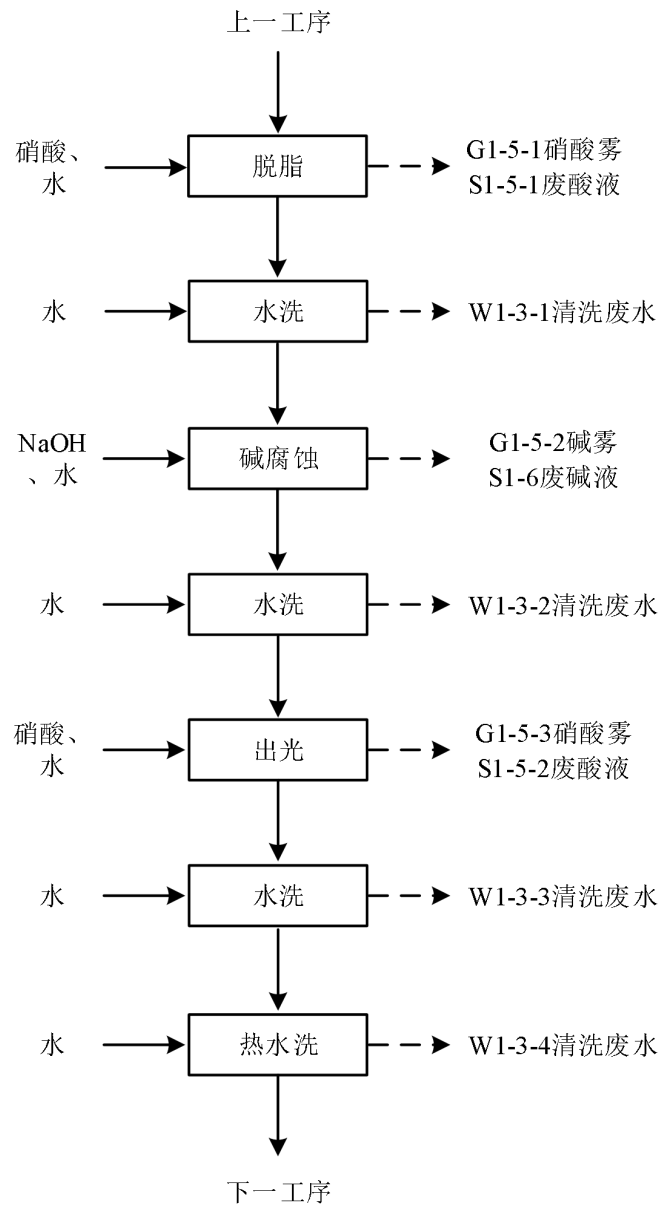 上一工序
硝酸、
水
脱脂
G1-5-1硝酸雾
S1-5-1废酸液
水
水洗
W1-3-1清洗废水
NaOH
、水
碱腐蚀
G1-5-2碱雾
S1-6废碱液
水
水洗
W1-3-2清洗废水
硝酸、
水
出光
G1-5-3硝酸雾
S1-5-2废酸液
水
水洗
W1-3-3清洗废水
水
热水洗
W1-3-4清洗废水
下一工序